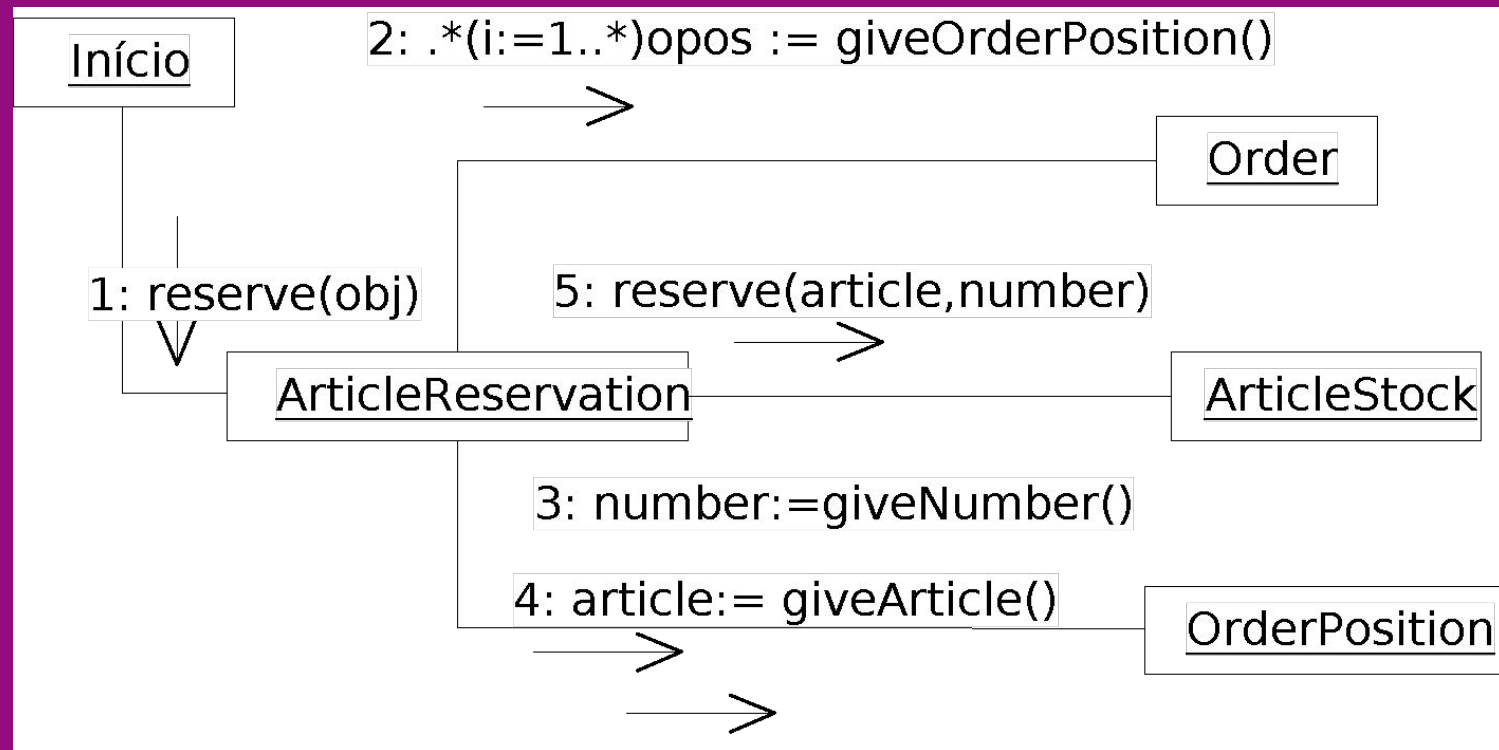 Início
2: .*(i:=1..*)opos := giveOrderPosition()
Order
1: reserve(obj)
5: reserve(article,number)
ArticleReservation
ArticleStock
3: number:=giveNumber()
4: article:= giveArticle()
OrderPosition